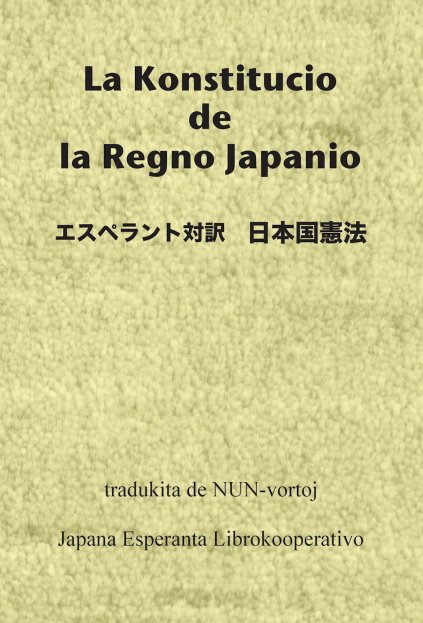 La Konstitucio
de
la Regno Japanio
エスペラント対訳　日本国憲法
tradukita de NUN-vortoj
Japana Esperanta Librokooperativo